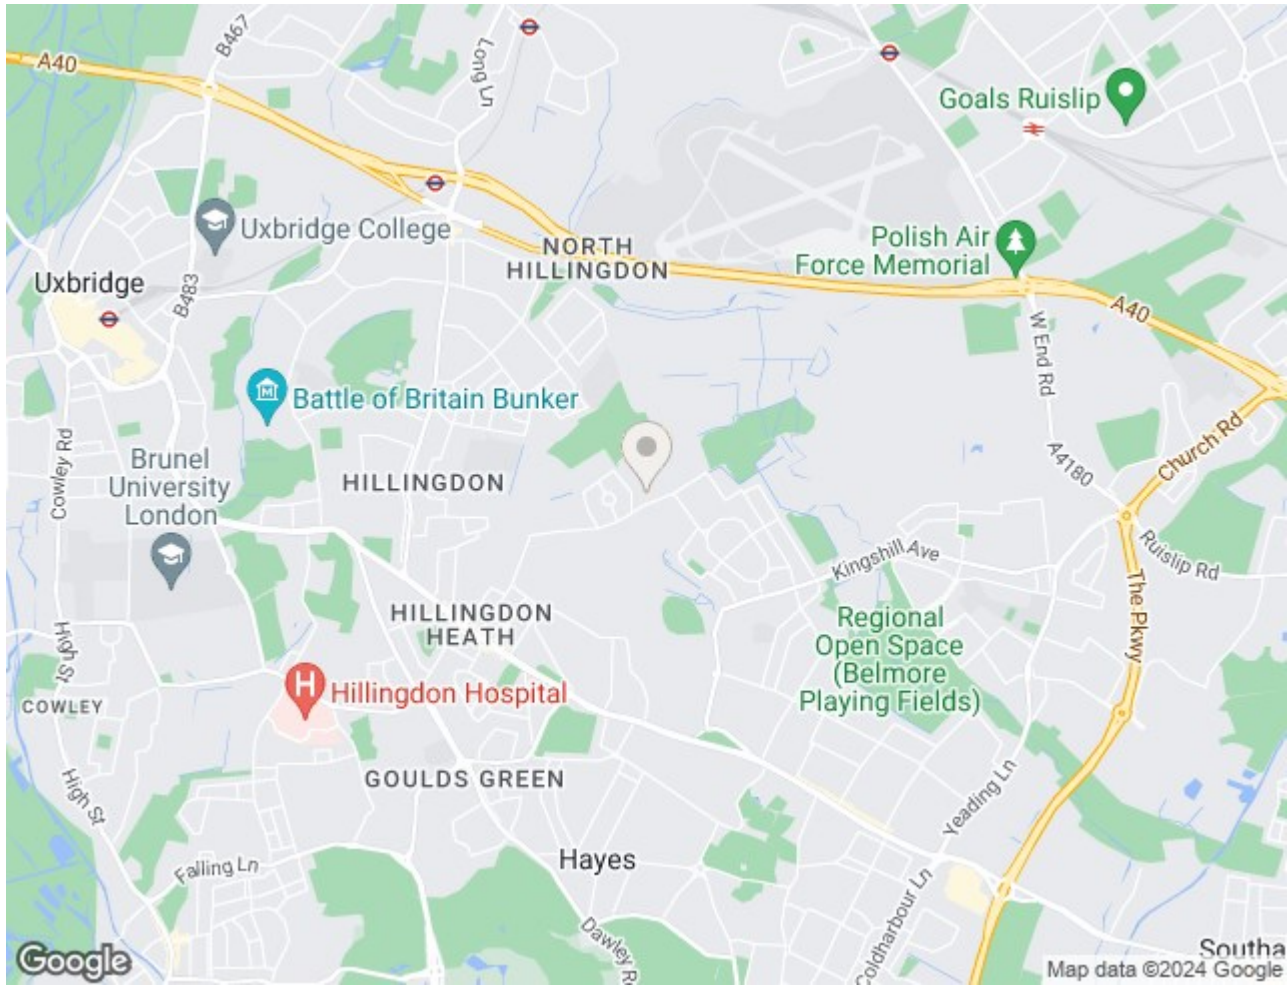 A40
B467
Long Ln
Goals Ruislip
Uxbridge College
NORTH
HILLINGDON
Polish Air
Force Memorial
Uxbridge
B483
A40
W End Rd
Battle of Britain Bunker
Cowley Rd
Brunel
University
London
HILLINGDON
A4180
Church Rd
Kingshill Ave
Ruislip Rd
The Pkwy
HILLINGDON
HEATH
Regional
Open Space
(Belmore
Playing Fields)
High St
Hillingdon Hospital
H
COWLEY
GOULDS GREEN
High St
Yeading Ln
Falling Ln
Hayes
Coldharbour Ln
Dawley Rd
Southa
Google
Map data ©2024 Google
M